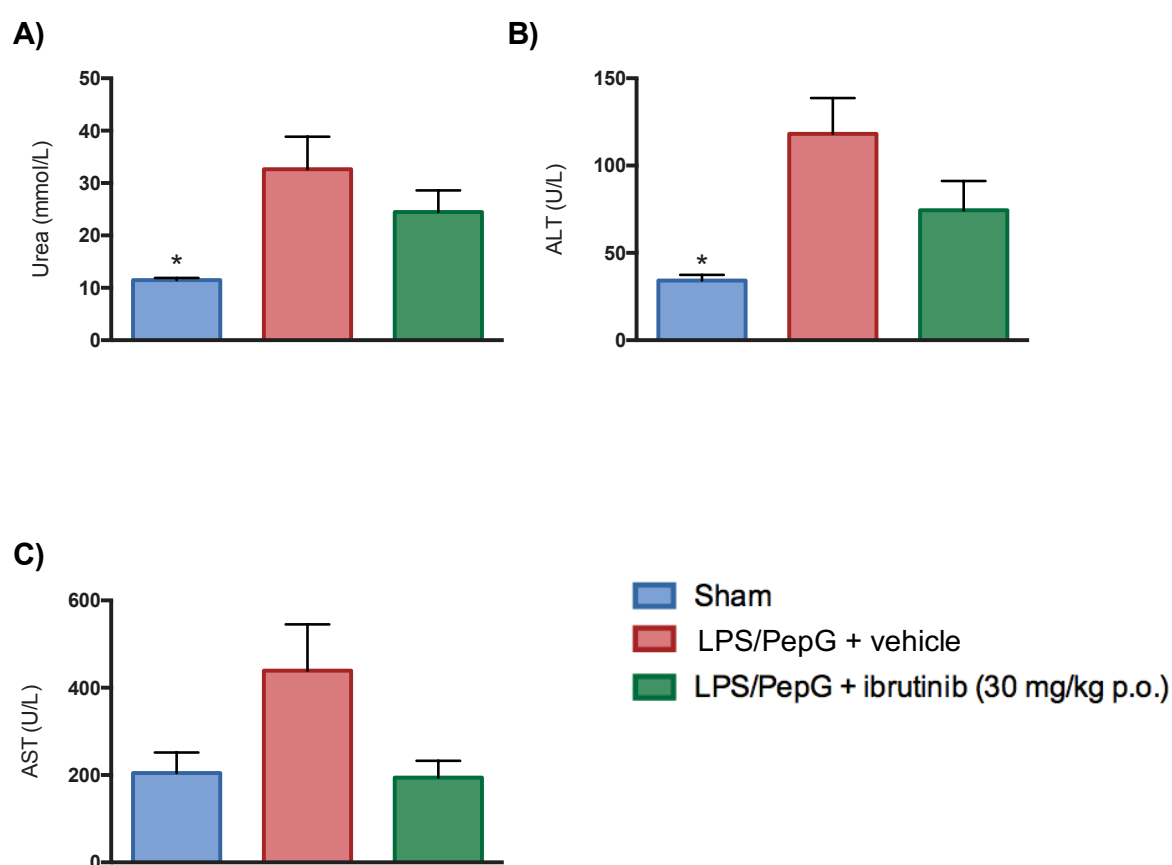 A)
50
40
30
20
10
0
Urea (mmol/L)
*
B)
150
100
50
0
ALT (U/L)
*
C)
600
400
200
0
AST (U/L)
Sham
LPS/PepG + vehicle
LPS/PepG + ibrutinib (30 mg/kg p.o.)